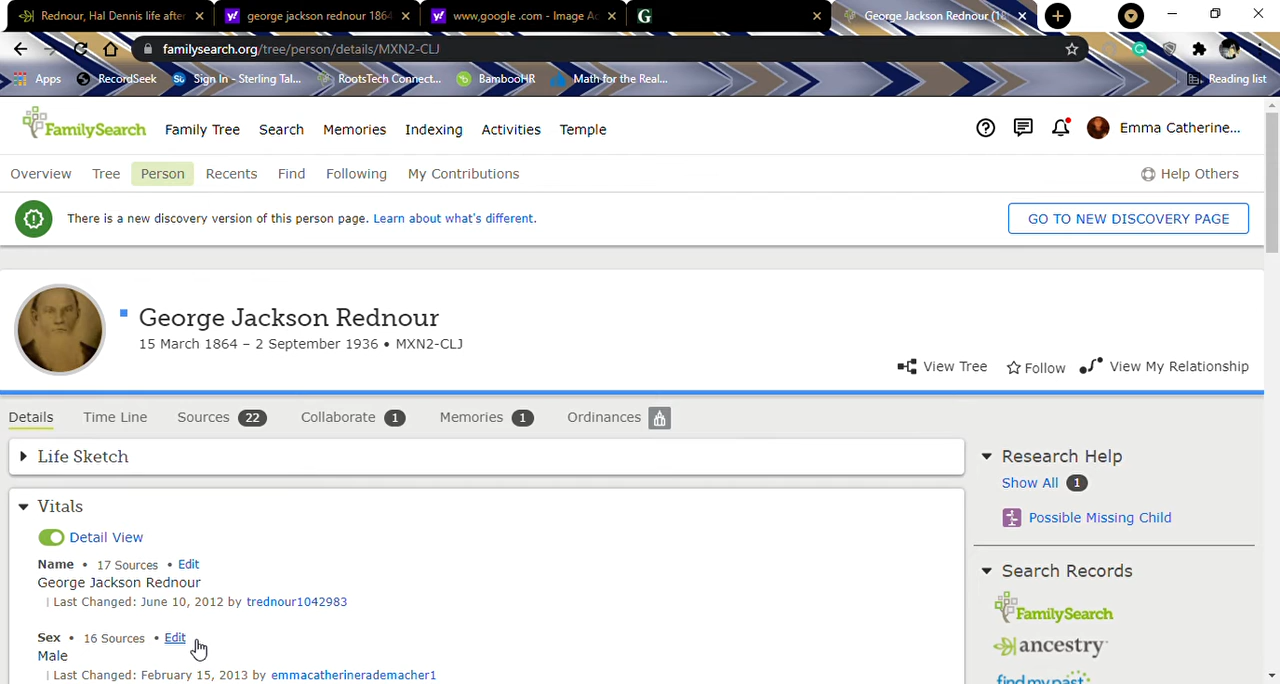 Rednour, Hal Dennis life after
george jackson rednour 1864
www,google .com - Image A
George Jackson Rednour (18
familysearch.org/tree/person/details/MXN2-CLJ
Apps
RecordSeek
Sign In - Sterling Tal...
RootsTech Connect...
BambooHR
Math for the Real...
Reading list
FamilySearch
Family Tree
Search
Memories
Indexing
Activities
Temple
Emma Catherine...
Overview
Tree
Person
Recents
Find
Following
My Contributions
Help Others
There is a new discovery version of this person page. Learn about what's different.
GO TO NEW DISCOVERY PAGE
George Jackson Rednour
15 March 1864 – 2 September 1936 • MXN2-CLJ
View Tree
Follow
View My Relationship
Details
Time Line
Sources 22
Collaborate 1
Memories 1
Ordinances
Life Sketch
Research Help
Show All 1
Possible Missing Child
Vitals
Detail View
Name • 17 Sources • Edit
George Jackson Rednour
Last Changed: June 10, 2012 by trednour1042983
Search Records
FamilySearch
ancestry
findmypast
Sex • 16 Sources • Edit
Male
Last Changed: February 15, 2013 by emmacatherinerademacher1